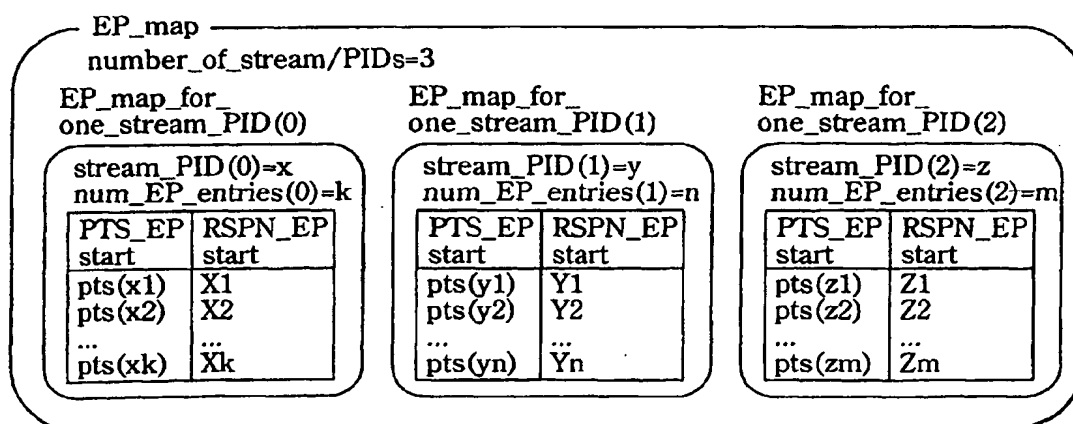 EP_map
number_of_stream/PIDs=3
EP_map_for_
one_stream_PID(0)
stream_PID(0)=x
num_EP_entries(0)=k
PTS_EP RSPN_EP
start start
pts(x1) X1
pts(x2) X2
... ...
pts(xk) Xk
EP_map_for_
one_stream_PID(1)
stream_PID(1)=y
num_EP_entries(1)=n
PTS_EP RSPN_EP
start start
pts(y1) Y1
pts(y2) Y2
... ...
pts(yn) Yn
EP_map_for_
one_stream_PID(2)
stream_PID(2)=z
num_EP_entries(2)=m
PTS_EP RSPN_EP
start start
pts(z1) Z1
pts(z2) Z2
... ...
pts(zm) Zm